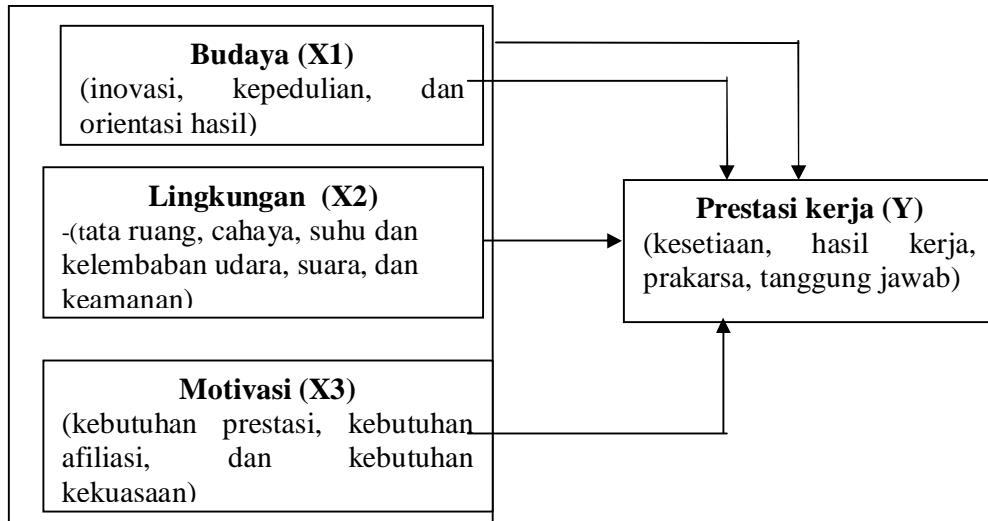 Budaya (X1)
(inovasi, kepedulian, dan
orientasi hasil)
Lingkungan (X2)
-(tata ruang, cahaya, suhu dan
kelembaban udara, suara, dan
keamanan)
Prestasi kerja (Y)
(kesetiaan, hasil kerja,
prakarsa, tanggung jawab)
Motivasi (X3)
(kebutuhan prestasi, kebutuhan
afiliasi, dan kebutuhan
kekuasaan)